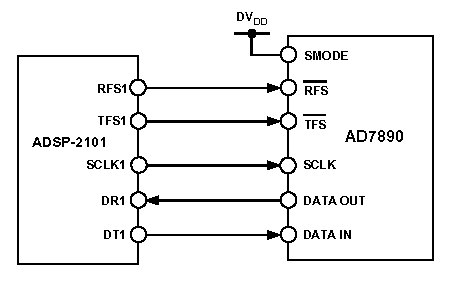 DVDD
SMODE
RFS1
RFS
TFS1
TFS
ADSP-2101
AD7890
SCLK1
SCLK
DR1
DATA OUT
DT1
DATA IN